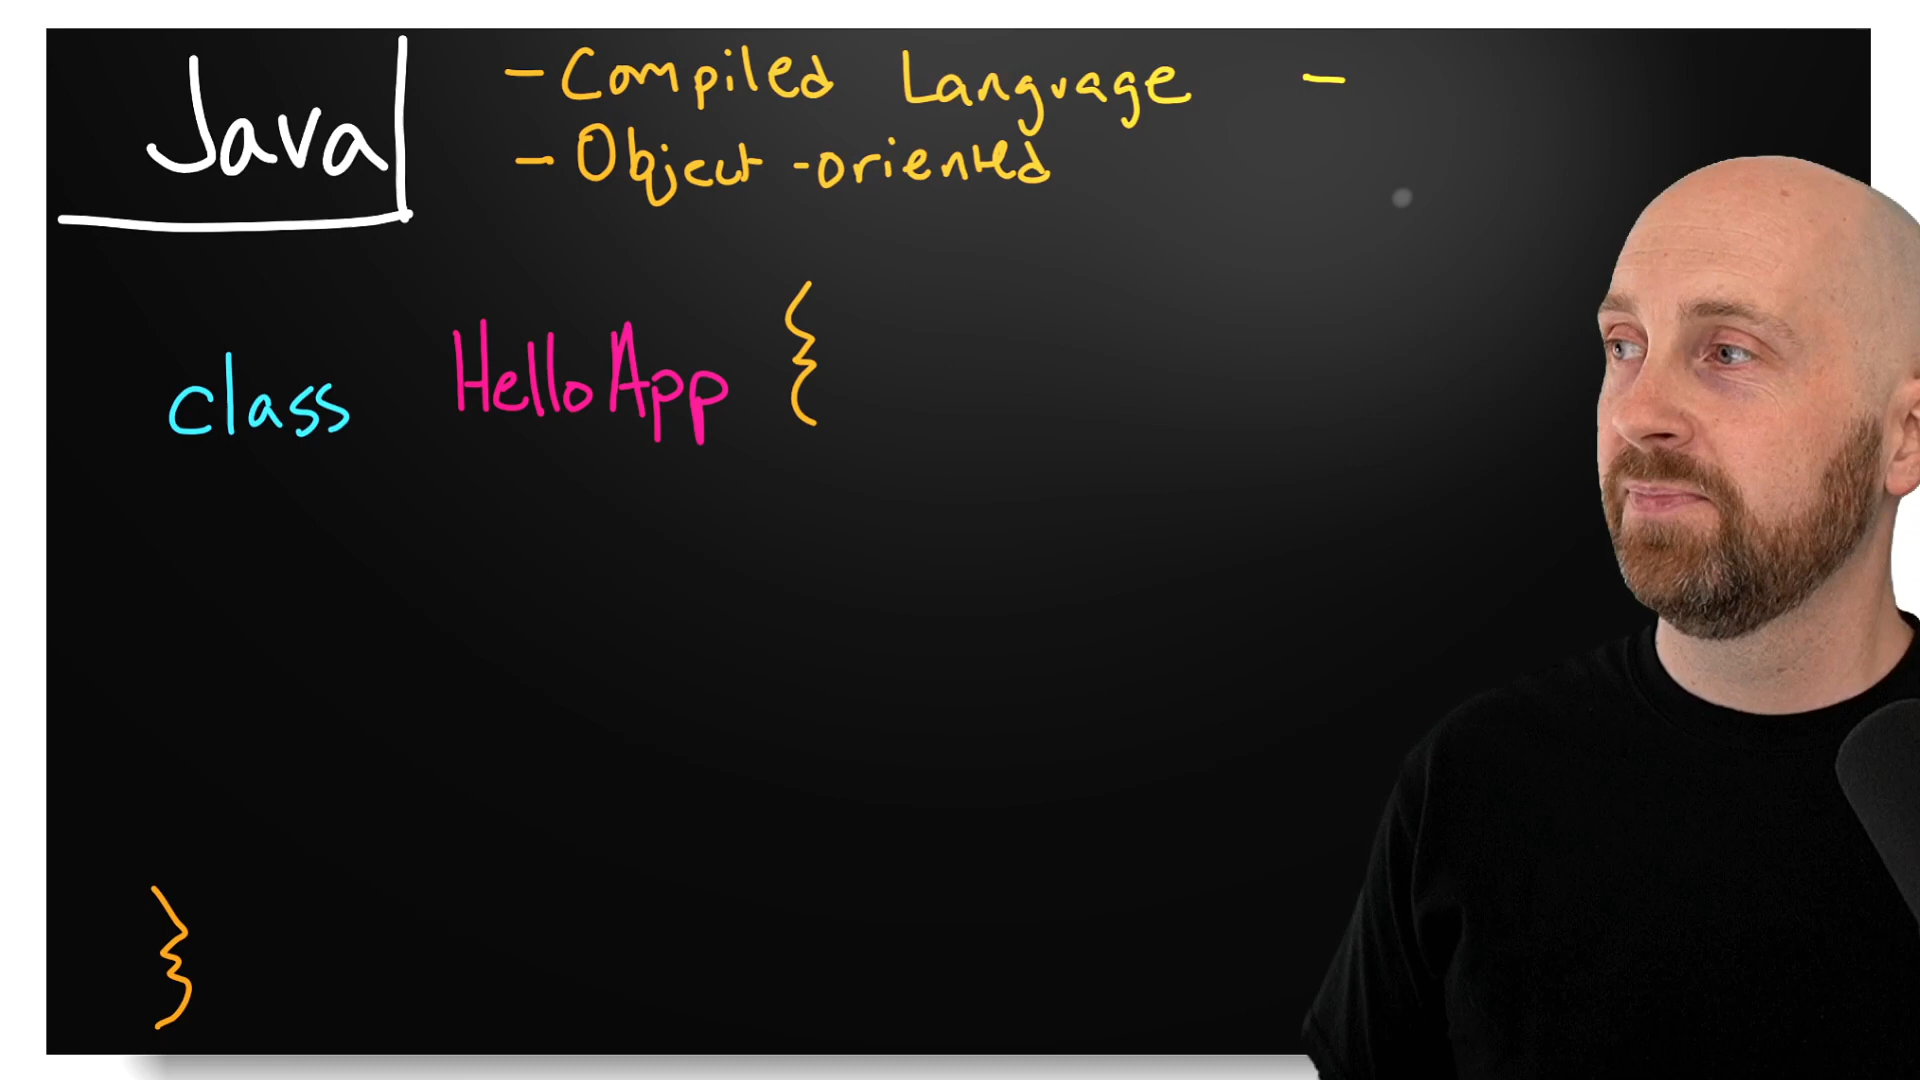 Java
- Compiled Language -
- Object-oriented
class HelloApp {
}